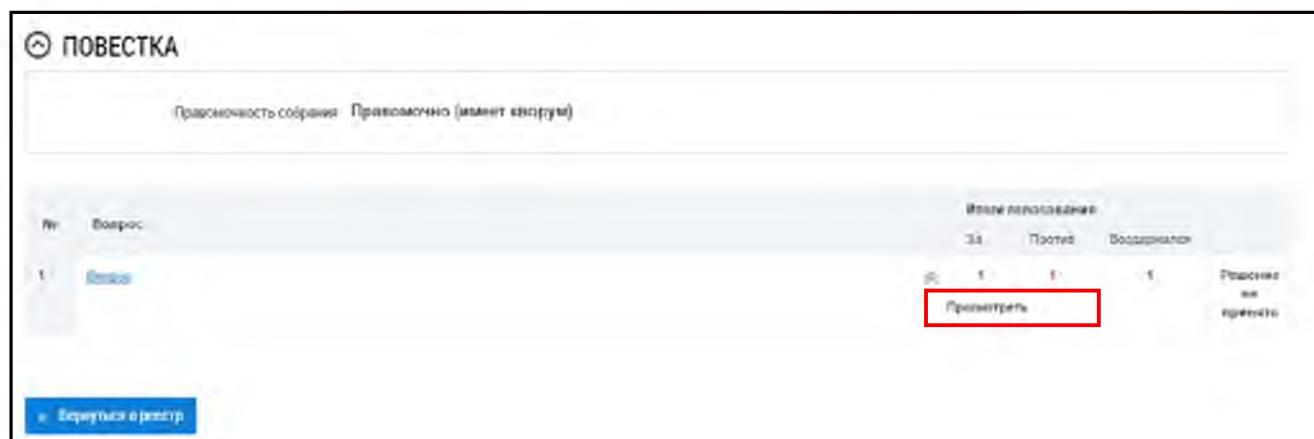 ПОВЕСТКА
Правомочность собрания Правомочно (имеет кворум)
Итоги голосования
№ Вопрос
За Против Воздержался
1 Вопрос 1 1 1 Решение не принято
Просмотреть
Вернуться в реестр